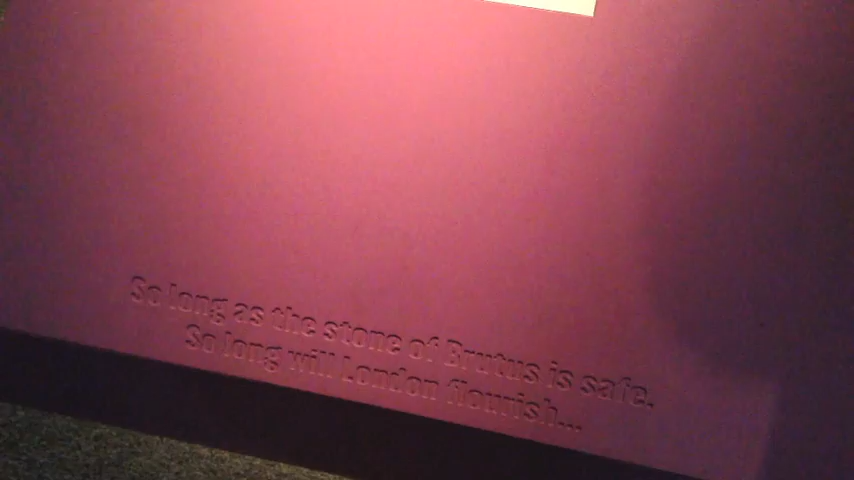 So long as the stone of Brutus is safe,
So long will London flourish...